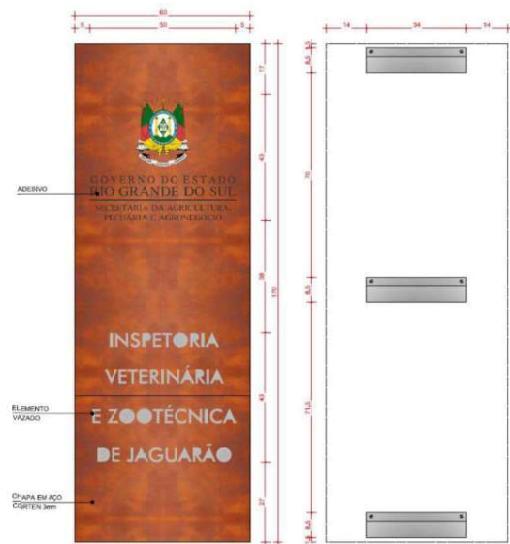 60
5 50 5
14 34 14
ADESIVO
GOVERNO DO ESTADO
RIO GRANDE DO SUL
SECRETARIA DA AGRICULTURA,
PECUÁRIA E AGRONEGÓCIO
INSPETORIA
VETERINÁRIA
E ZOOTÉCNICA
DE JAGUARÃO
ELEMENTO
VAZADO
CHAPA EM AÇO
CORTEN 3mm
17
43
38
43
27
170
8,5
70
8,5
71,5
8,5